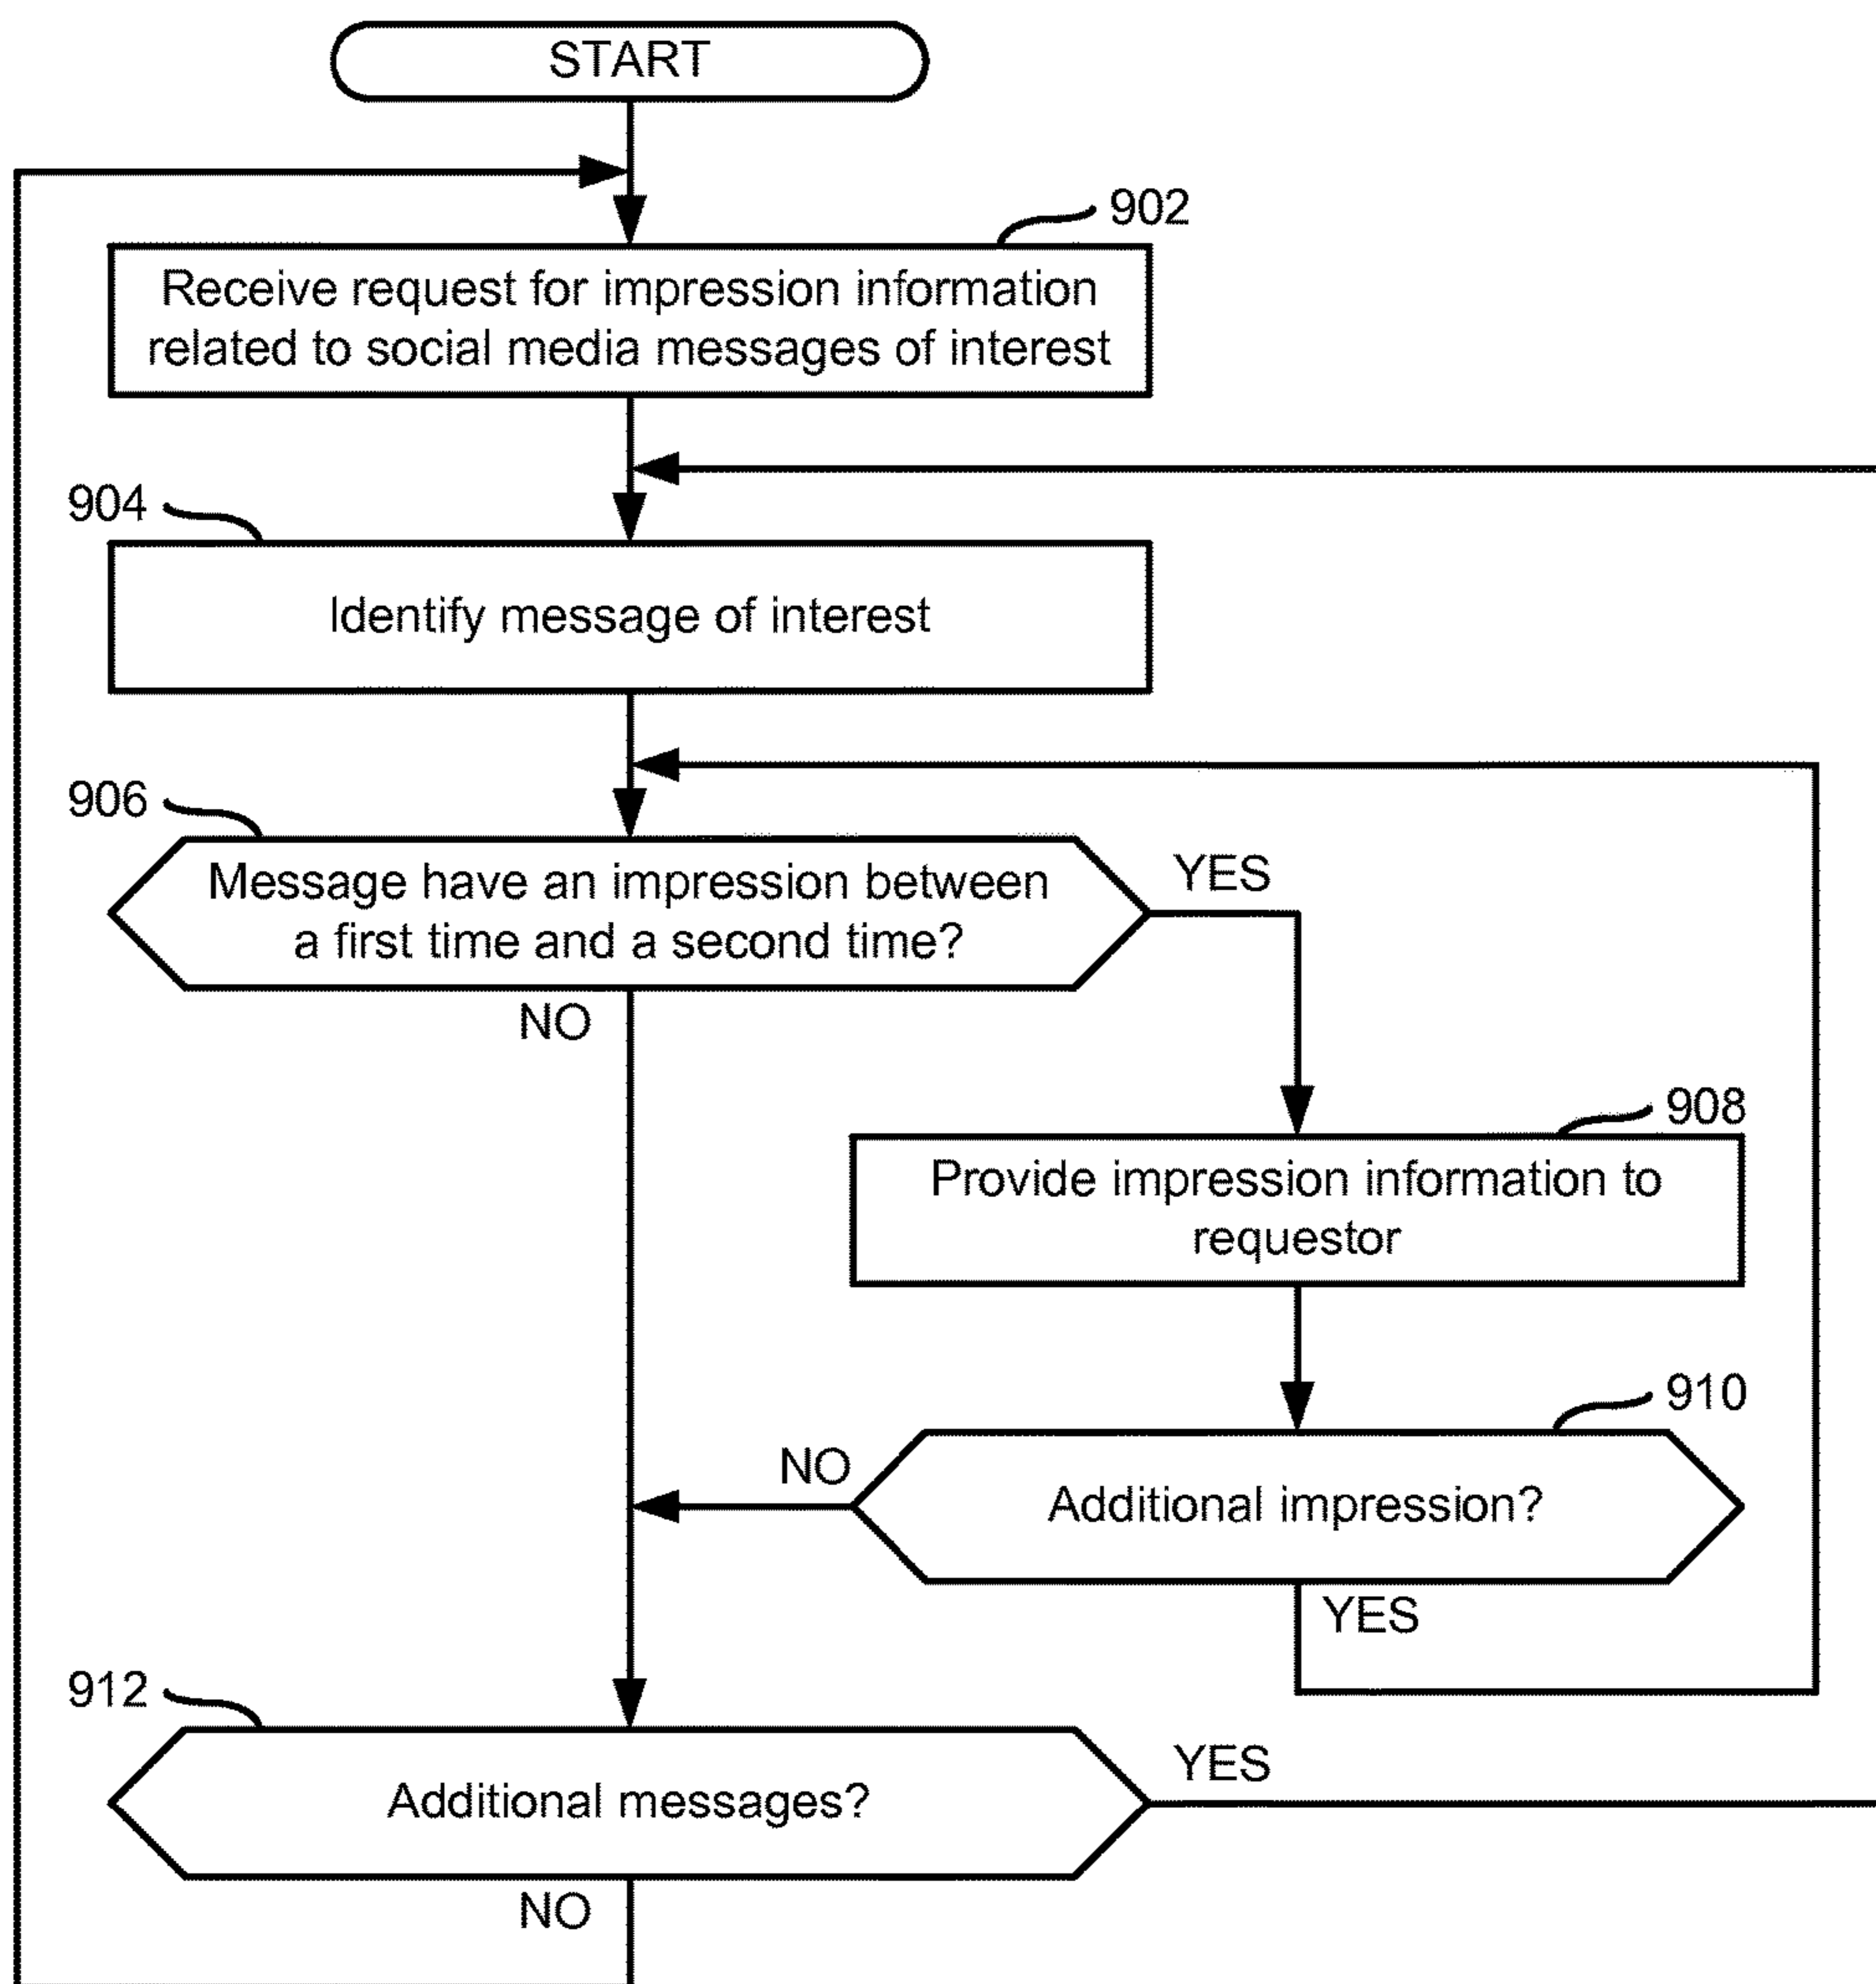 START
902
Receive request for impression information
related to social media messages of interest
904
Identify message of interest
906
Message have an impression between
a first time and a second time?
YES
NO
908
Provide impression information to
requestor
910
NO
Additional impression?
YES
912
Additional messages?
YES
NO